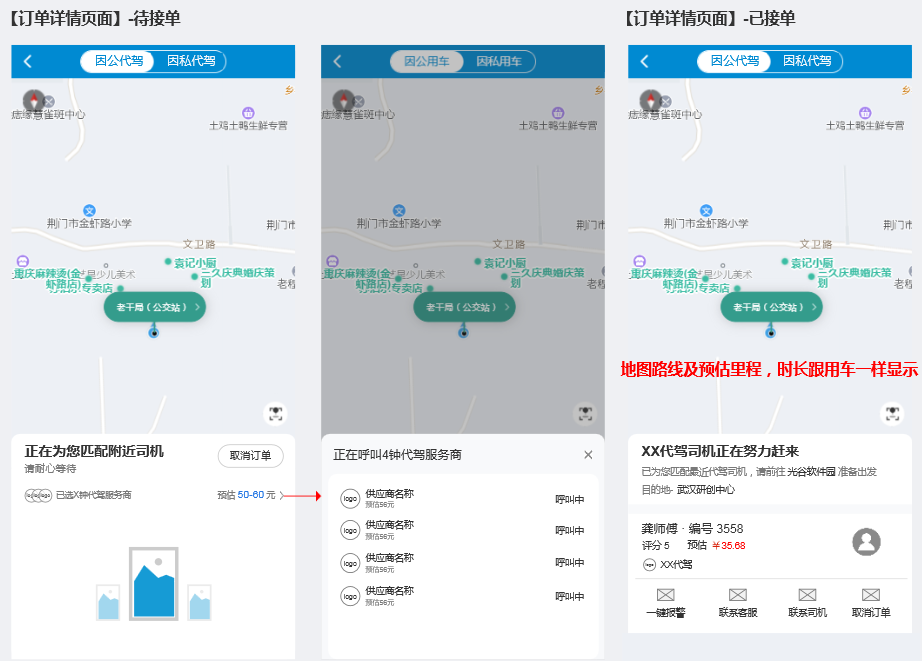 【订单详情页面】-待接单
因公代驾 因私代驾
乡
痣缘慧雀斑中心
土鸡土鸭生鲜专营
荆门市金虾路小学
荆门市
文卫路
袁记小厨
重庆麻辣烫(金虾路店)
早少儿美术
二久庆典婚庆策划
专卖店
老程
老干局（公交站）
正在为您匹配附近司机
请耐心等待
取消订单
logo
已选X钟代驾服务商
预估 50-60 元
因公用车 因私用车
乡
痣缘慧雀斑中心
土鸡土鸭生鲜专营
荆门市金虾路小学
荆门市
文卫路
袁记小厨
重庆麻辣烫(金虾路店)
早少儿美术
二久庆典婚庆策划
专卖店
老程
老干局（公交站）
正在呼叫4钟代驾服务商
logo 供应商名称 呼叫中
预估56元
logo 供应商名称 呼叫中
预估56元
logo 供应商名称 呼叫中
预估56元
logo 供应商名称 呼叫中
预估56元
【订单详情页面】-已接单
因公代驾 因私代驾
乡
痣缘慧雀斑中心
土鸡土鸭生鲜专营
荆门市金虾路小学
荆门市
文卫路
袁记小厨
重庆麻辣烫(金虾路店)
早少儿美术
二久庆典婚庆策划
专卖店
老程
老干局（公交站）
地图路线及预估里程，时长跟用车一样显示
XX代驾司机正在努力赶来
已为您匹配最近代驾司机，请前往 光谷软件园 准备出发
目的地- 武汉研创中心
龚师傅 · 编号 3558
评分 5 预估 ￥35.68
logo XX代驾
一键报警 联系客服 联系司机 取消订单